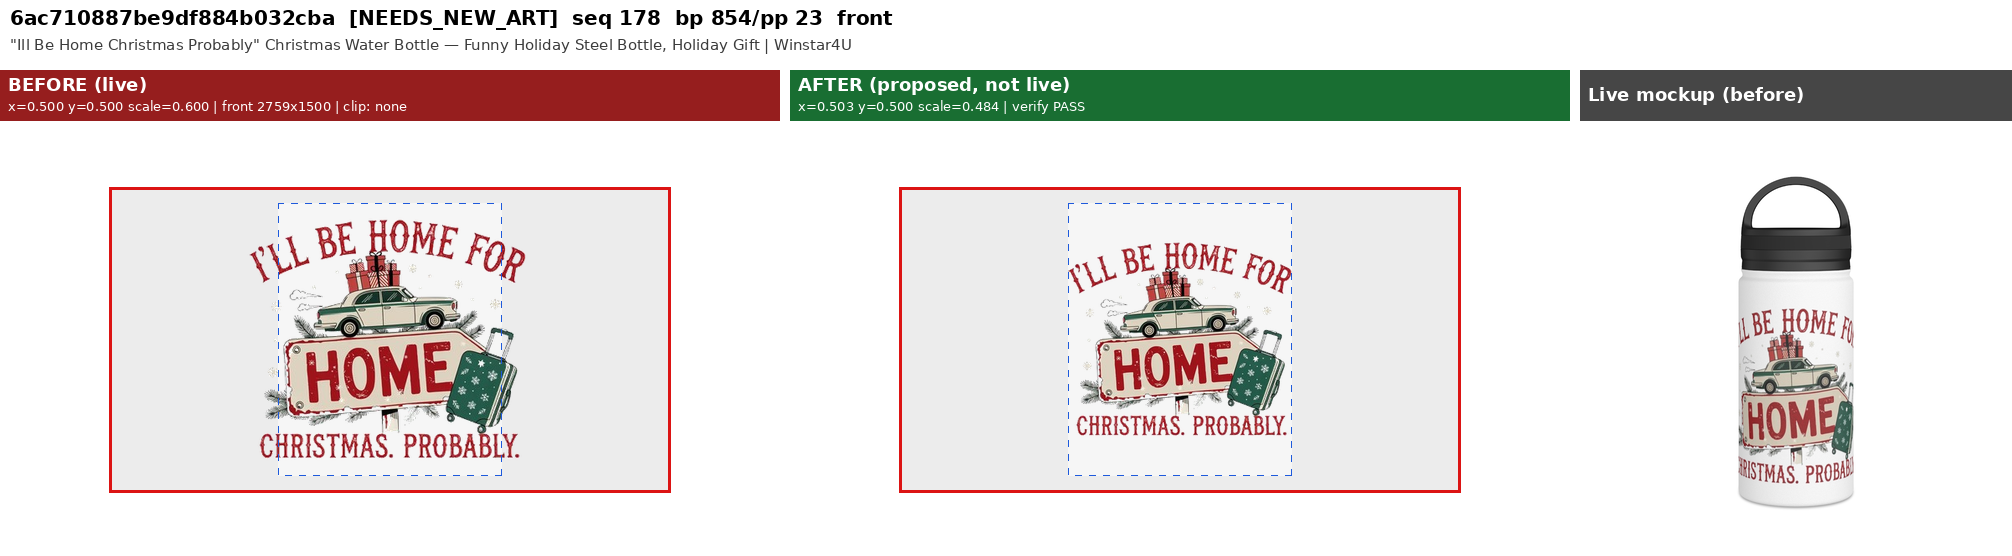 6ac710887be9df884b032cba [NEEDS_NEW_ART] seq 178 bp 854/pp 23 front
"Ill Be Home Christmas Probably" Christmas Water Bottle — Funny Holiday Steel Bottle, Holiday Gift | Winstar4U
BEFORE (live)
x=0.500 y=0.500 scale=0.600 | front 2759x1500 | clip: none
AFTER (proposed, not live)
x=0.503 y=0.500 scale=0.484 | verify PASS
Live mockup (before)
I'LL BE HOME FOR
HOME
CHRISTMAS. PROBABLY.
I'LL BE HOME FOR
HOME
CHRISTMAS. PROBABLY.
LL BE HOME FO
HOME
HRISTMAS. PROBABL